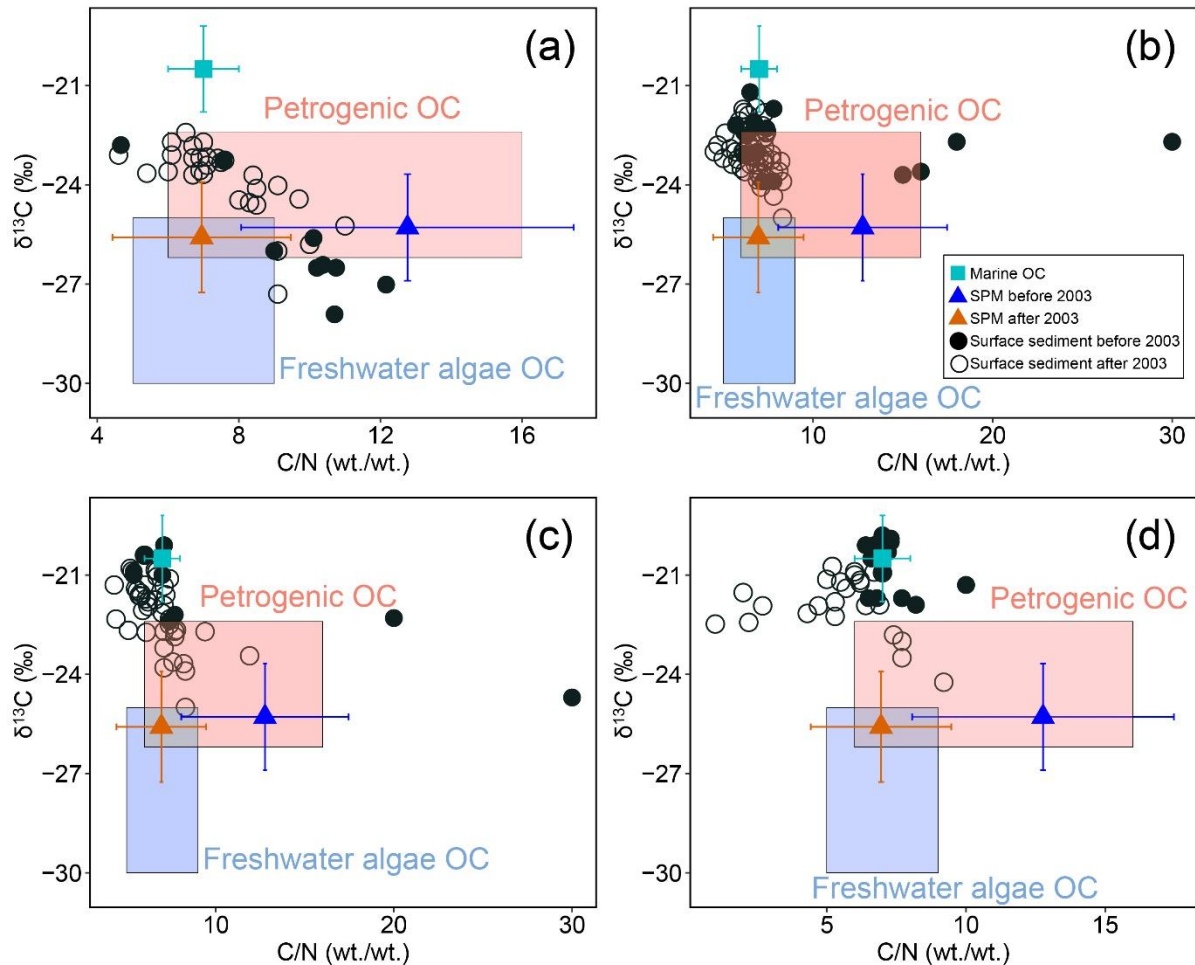 (a)
Petrogenic OC
Freshwater algae OC
−21
−24
−27
−30
δ13C (‰)
4
8
12
16
C/N (wt./wt.)
(b)
Petrogenic OC
Marine OC
SPM before 2003
SPM after 2003
Surface sediment before 2003
Surface sediment after 2003
Freshwater algae OC
−21
−24
−27
−30
δ13C (‰)
10
20
30
C/N (wt./wt.)
(c)
Petrogenic OC
Freshwater algae OC
−21
−24
−27
−30
δ13C (‰)
10
20
30
C/N (wt./wt.)
(d)
Petrogenic OC
Freshwater algae OC
−21
−24
−27
−30
δ13C (‰)
5
10
15
C/N (wt./wt.)